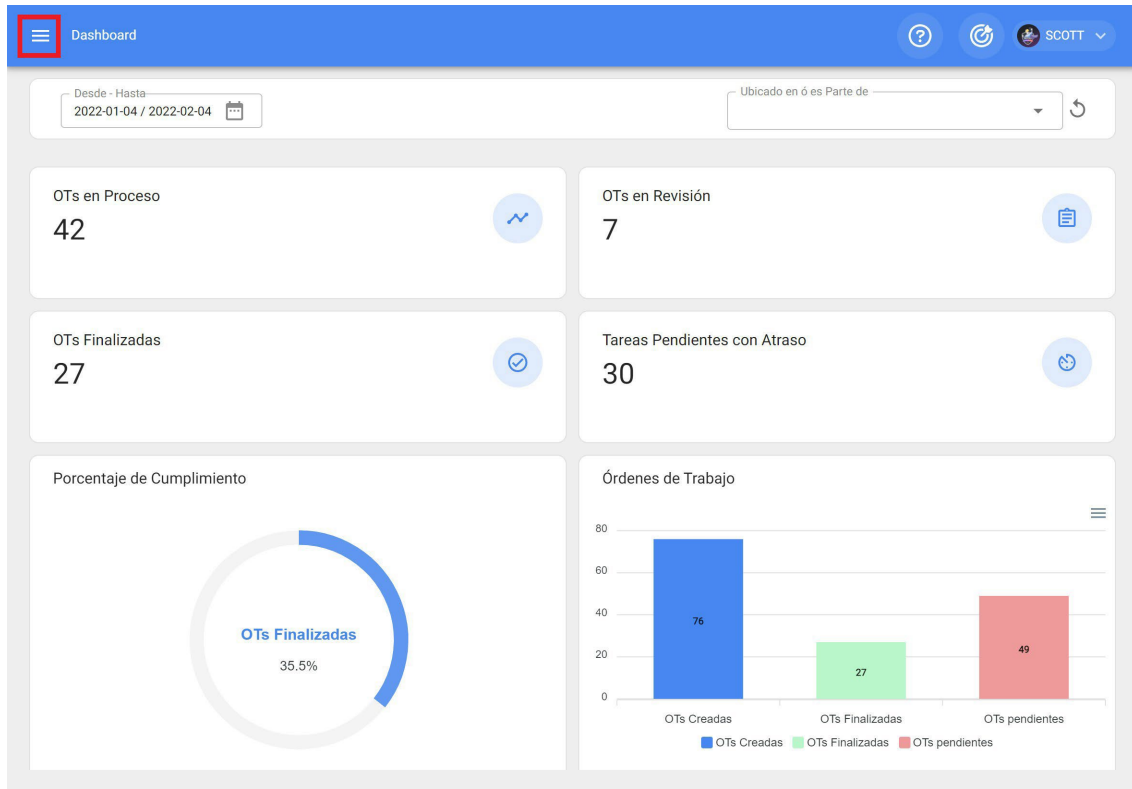 Dashboard
SCOTT
Desde - Hasta
2022-01-04 / 2022-02-04
Ubicado en ó es Parte de
OTs en Proceso
42
OTs en Revisión
7
OTs Finalizadas
27
Tareas Pendientes con Atraso
30
Porcentaje de Cumplimiento
OTs Finalizadas
35.5%
Órdenes de Trabajo
80
60
40
20
0
76
27
49
OTs Creadas
OTs Finalizadas
OTs pendientes
OTs Creadas OTs Finalizadas OTs pendientes